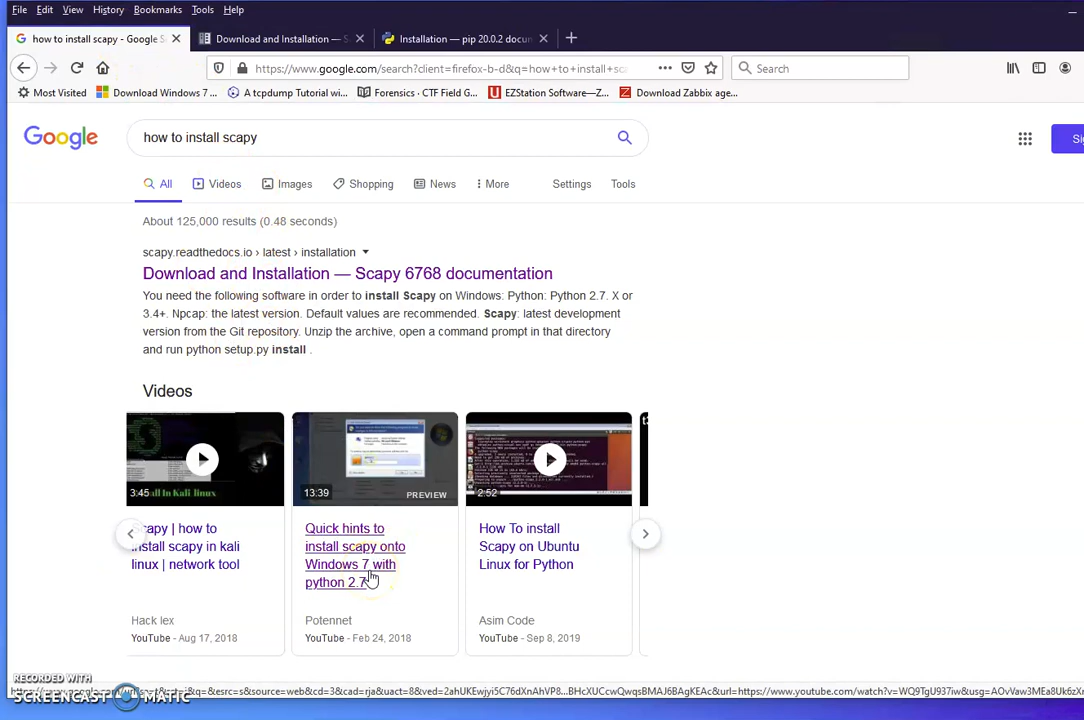 File Edit View History Bookmarks Tools Help
how to install scapy - Google S
Download and Installation — S
Installation — pip 20.0.2 docun
https://www.google.com/search?client=firefox-b-d&q=how+to+install+sc
Search
Most Visited
Download Windows 7 ...
A tcpdump Tutorial wi...
Forensics · CTF Field G...
EZStation Software—Z...
Download Zabbix age...
Google
how to install scapy
All Videos Images Shopping News More Settings Tools
About 125,000 results (0.48 seconds)
scapy.readthedocs.io › latest › installation
Download and Installation — Scapy 6768 documentation
You need the following software in order to install Scapy on Windows: Python: Python 2.7. X or
3.4+. Npcap: the latest version. Default values are recommended. Scapy: latest development
version from the Git repository. Unzip the archive, open a command prompt in that directory
and run python setup.py install .
Videos
3:45
13:39
PREVIEW
2:52
Scapy | how to
install scapy in kali
linux | network tool
Hack lex
YouTube - Aug 17, 2018
Quick hints to
install scapy onto
Windows 7 with
python 2.7
Potennet
YouTube - Feb 24, 2018
How To install
Scapy on Ubuntu
Linux for Python
Asim Code
YouTube - Sep 8, 2019
RECORDED WITH
SCREENCAST MATIC